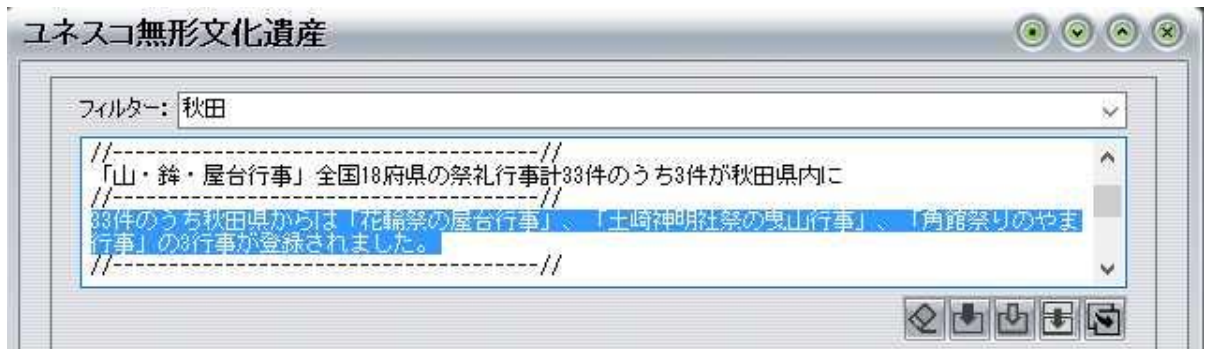 ユネスコ無形文化遺産
フィルター: 秋田
//---------------------------------------//
「山・鉾・屋台行事」全国18府県の祭礼行事計33件のうち3件が秋田県内に
//---------------------------------------//
33件のうち秋田県からは「花輪祭の屋台行事」、「土崎神明社祭の曳山行事」、「角館祭りのやま
行事」の3行事が登録されました。
//---------------------------------------//